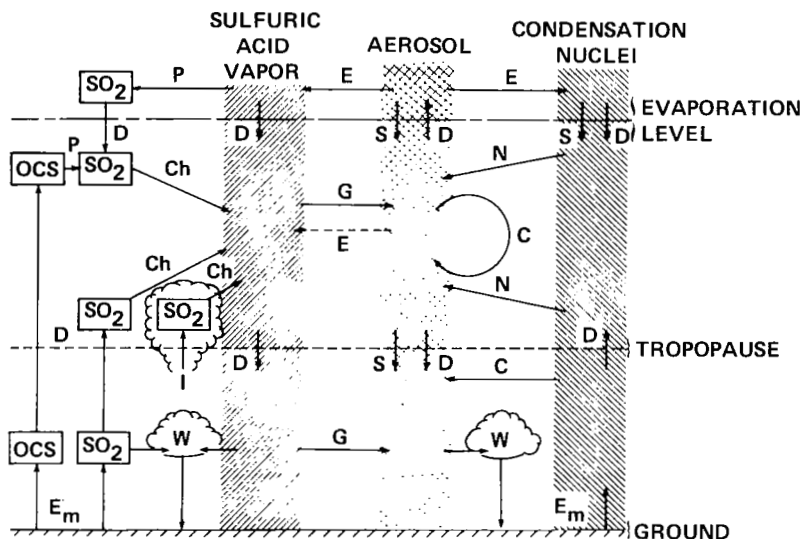 SULFURIC
ACID
VAPOR
AEROSOL
CONDENSATION
NUCLEI
SO2
P
E
E
EVAPORATION
LEVEL
D
D
S
D
S
D
P
OCS
SO2
Ch
N
G
E
C
Ch
Ch
N
SO2
SO2
D
D
I
D
S
D
TROPOPAUSE
C
OCS
SO2
W
G
W
Em
Em
GROUND